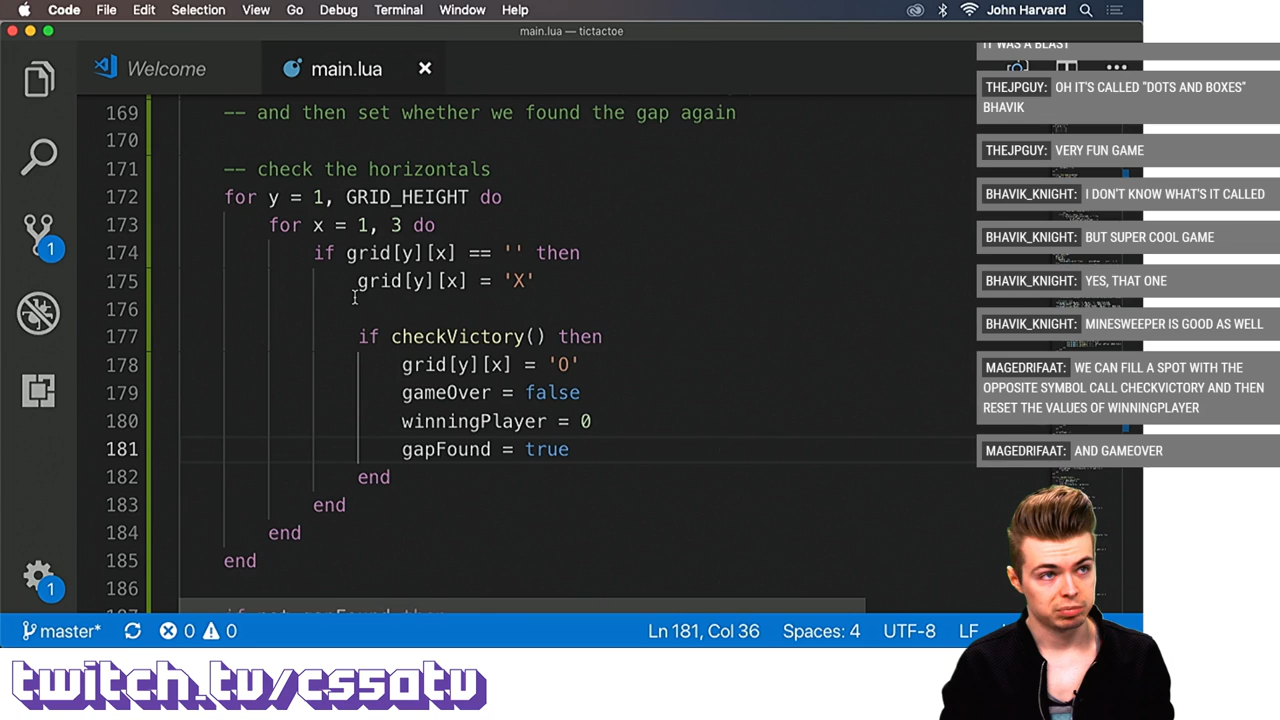 Code File Edit Selection View Go Debug Terminal Window Help John Harvard
main.lua — tictactoe
Welcome main.lua
169 -- and then set whether we found the gap again
170
171 -- check the horizontals
172 for y = 1, GRID_HEIGHT do
173 for x = 1, 3 do
174 if grid[y][x] == '' then
175 grid[y][x] = 'X'
176
177 if checkVictory() then
178 grid[y][x] = 'O'
179 gameOver = false
180 winningPlayer = 0
181 gapFound = true
182 end
183 end
184 end
185 end
186
1
1
master* 0 0 Ln 181, Col 36 Spaces: 4 UTF-8 LF
IT WAS A BLAST
THEJPGUY: OH IT'S CALLED "DOTS AND BOXES"
BHAVIK
THEJPGUY: VERY FUN GAME
BHAVIK_KNIGHT: I DON'T KNOW WHAT'S IT CALLED
BHAVIK_KNIGHT: BUT SUPER COOL GAME
BHAVIK_KNIGHT: YES, THAT ONE
BHAVIK_KNIGHT: MINESWEEPER IS GOOD AS WELL
MAGEDRIFAAT: WE CAN FILL A SPOT WITH THE
OPPOSITE SYMBOL CALL CHECKVICTORY AND THEN
RESET THE VALUES OF WINNINGPLAYER
MAGEDRIFAAT: AND GAMEOVER
twitch.tv/cs50tv